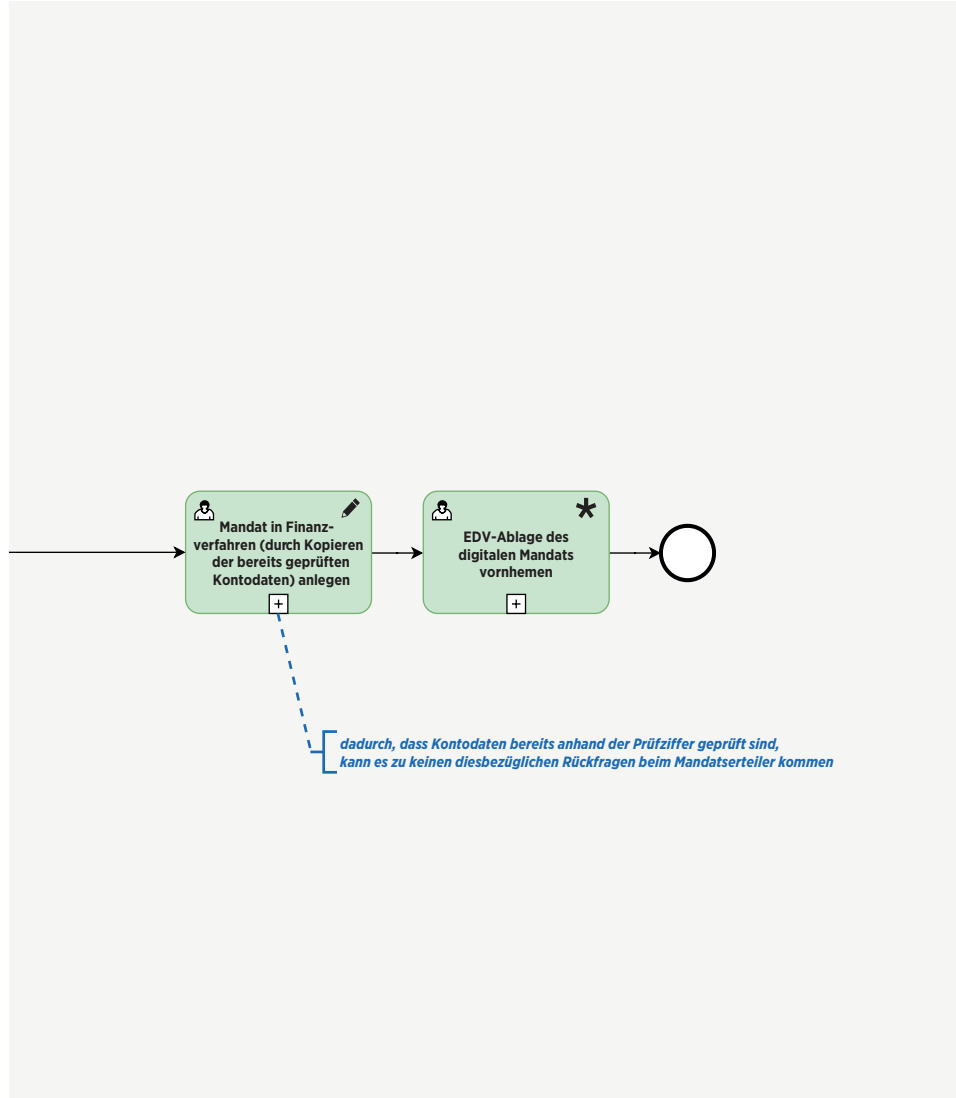 Mandat in Finanz-
verfahren (durch Kopieren
der bereits geprüften
Kontodaten) anlegen
EDV-Ablage des
digitalen Mandats
vornhemen
dadurch, dass Kontodaten bereits anhand der Prüfziffer geprüft sind,
kann es zu keinen diesbezüglichen Rückfragen beim Mandatserteiler kommen